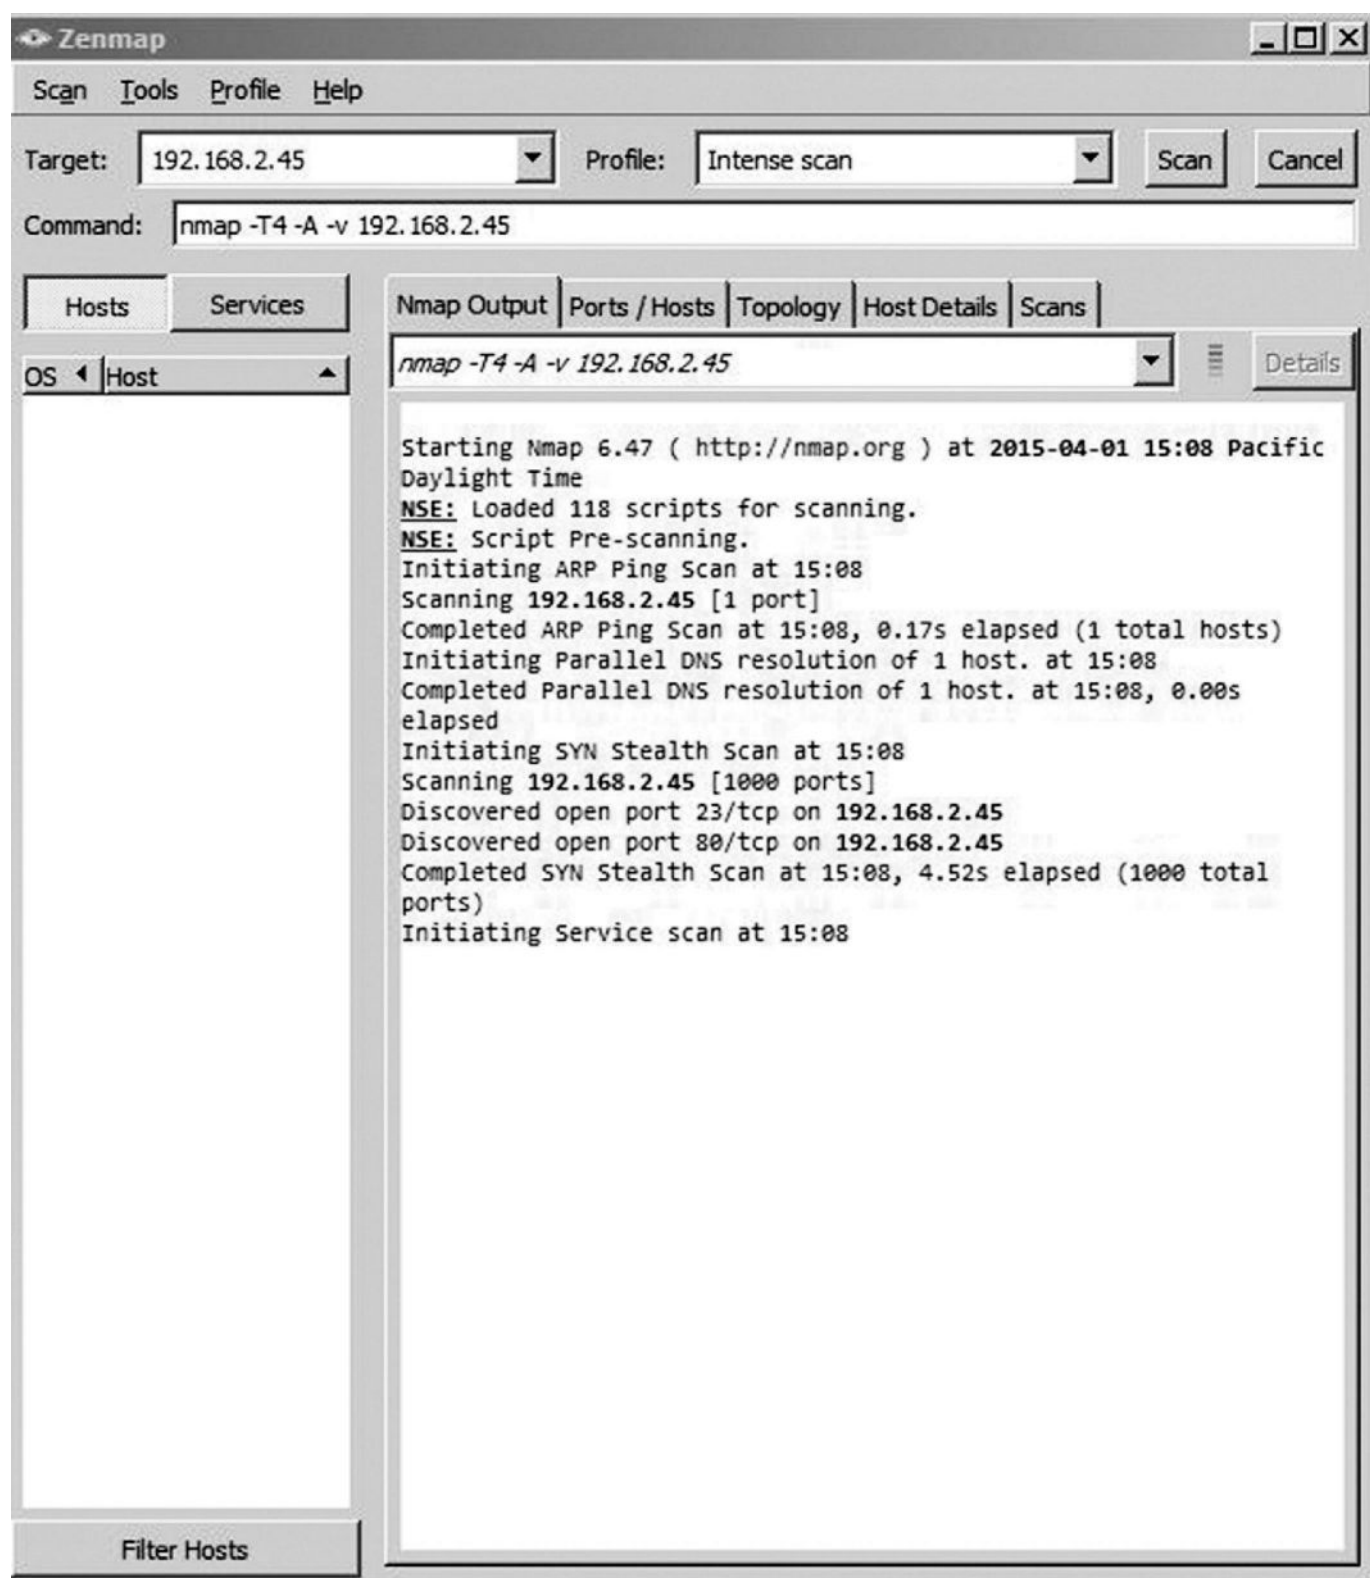 Zenmap
Scan Tools Profile Help
Target: 192.168.2.45 Profile: Intense scan Scan Cancel
Command: nmap -T4 -A -v 192.168.2.45
Hosts Services
Nmap Output Ports / Hosts Topology Host Details Scans
OS Host
nmap -T4 -A -v 192.168.2.45 Details
Starting Nmap 6.47 ( http://nmap.org ) at 2015-04-01 15:08 Pacific
Daylight Time
NSE: Loaded 118 scripts for scanning.
NSE: Script Pre-scanning.
Initiating ARP Ping Scan at 15:08
Scanning 192.168.2.45 [1 port]
Completed ARP Ping Scan at 15:08, 0.17s elapsed (1 total hosts)
Initiating Parallel DNS resolution of 1 host. at 15:08
Completed Parallel DNS resolution of 1 host. at 15:08, 0.00s
elapsed
Initiating SYN Stealth Scan at 15:08
Scanning 192.168.2.45 [1000 ports]
Discovered open port 23/tcp on 192.168.2.45
Discovered open port 80/tcp on 192.168.2.45
Completed SYN Stealth Scan at 15:08, 4.52s elapsed (1000 total
ports)
Initiating Service scan at 15:08
Filter Hosts